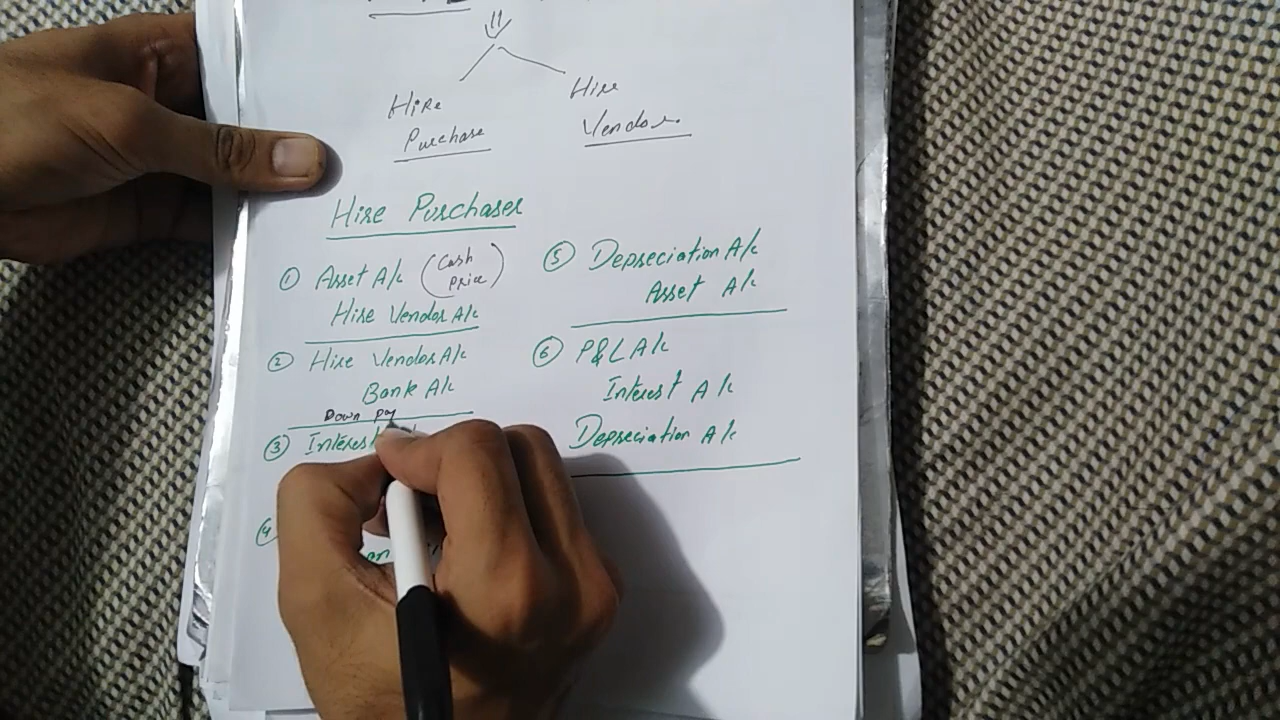 Hire
Purchase
Hire
Vendor.
Hire Purchaser
① Asset A/c (Cash
Price)
Hire Vendor A/c
② Hire Vendor A/c
Bank A/c
Down pay
③ Interest
④
⑤ Depreciation A/c
Asset A/c
⑥ P&L A/c
Interest A/c
Depreciation A/c